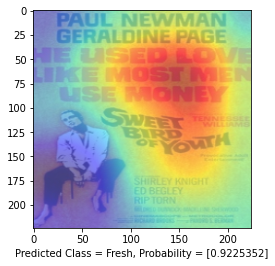 0
25
50
75
100
125
150
175
200
PAUL NEWMAN
GERALDINE PAGE
HE USED LOVE
LIKE MOST MEN
USE MONEY
SWEET
BIRD
OF YOUTH
TENNESSEE
WILLIAMS
SHIRLEY KNIGHT
ED BEGLEY
RIP TORN
0 50 100 150 200
Predicted Class = Fresh, Probability = [0.9225352]